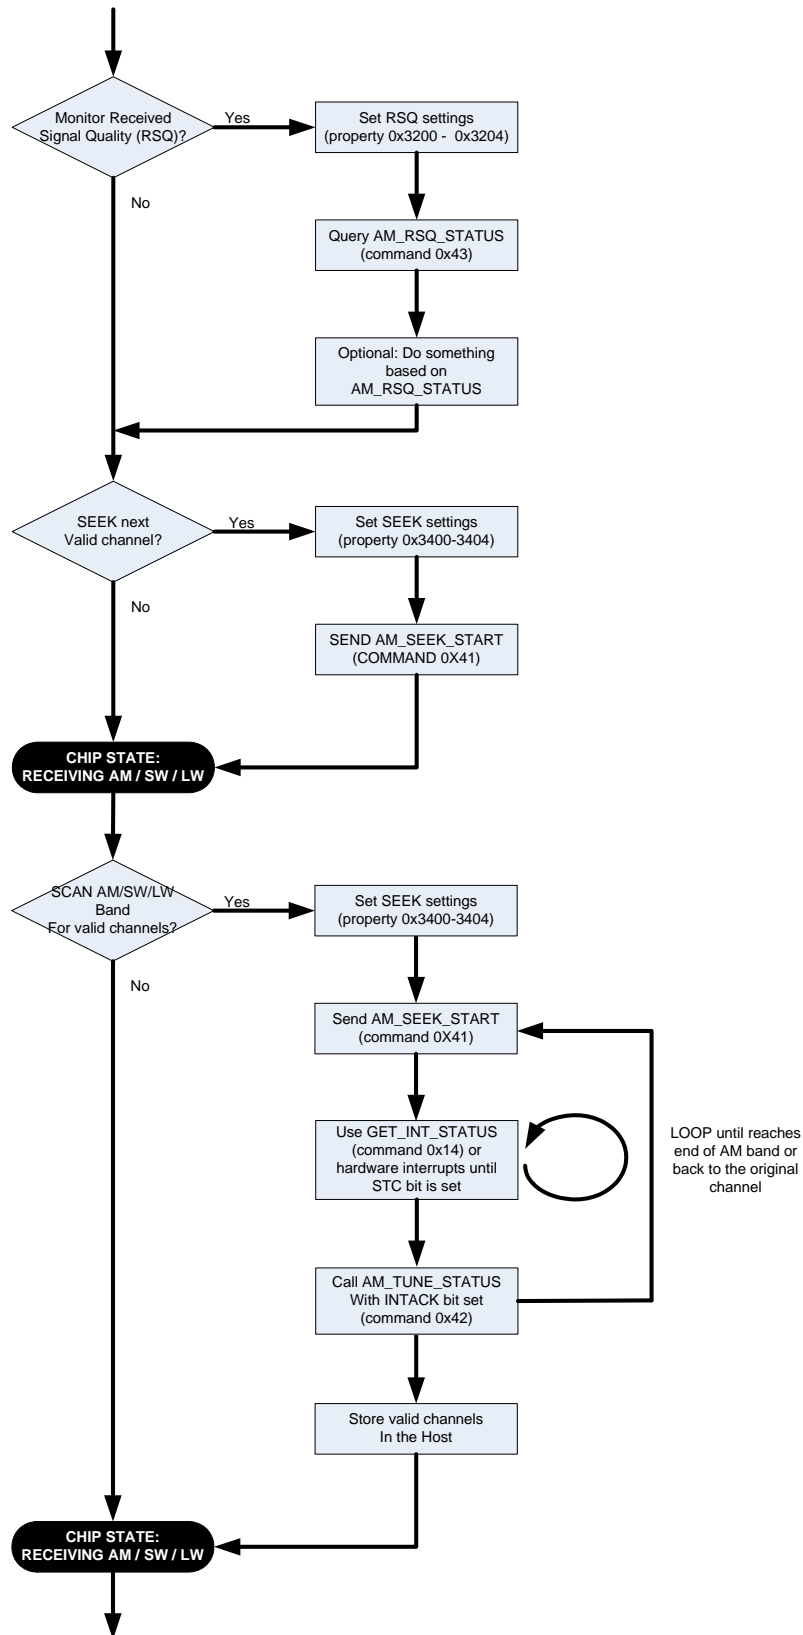 Monitor Received
Signal Quality (RSQ)?
Yes
Set RSQ settings
(property 0x3200 - 0x3204)
No
Query AM_RSQ_STATUS
(command 0x43)
Optional: Do something
based on
AM_RSQ_STATUS
SEEK next
Valid channel?
Yes
Set SEEK settings
(property 0x3400-3404)
No
SEND AM_SEEK_START
(COMMAND 0X41)
CHIP STATE:
RECEIVING AM / SW / LW
SCAN AM/SW/LW
Band
For valid channels?
Yes
Set SEEK settings
(property 0x3400-3404)
No
Send AM_SEEK_START
(command 0X41)
Use GET_INT_STATUS
(command 0x14) or
hardware interrupts until
STC bit is set
LOOP until reaches
end of AM band or
back to the original
channel
Call AM_TUNE_STATUS
With INTACK bit set
(command 0x42)
Store valid channels
In the Host
CHIP STATE:
RECEIVING AM / SW / LW